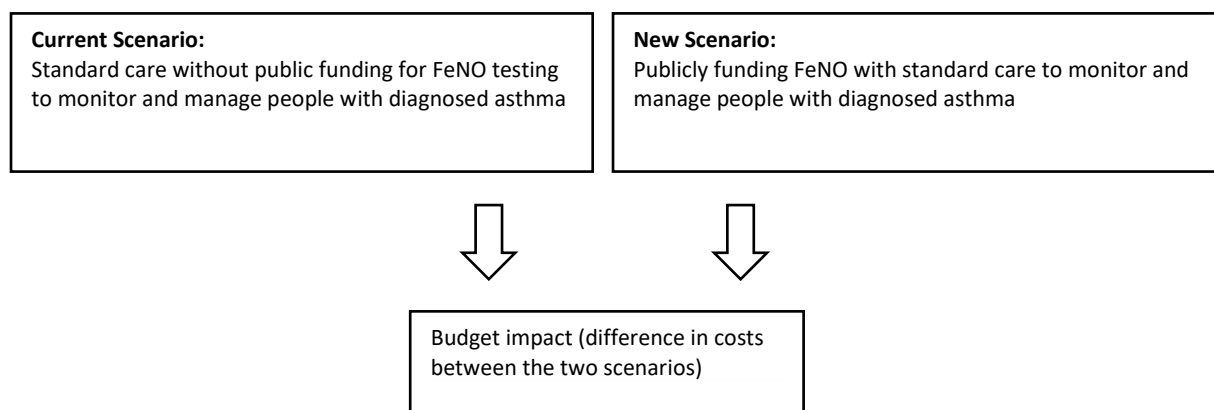 Current Scenario:
Standard care without public funding for FeNO testing
to monitor and manage people with diagnosed asthma
New Scenario:
Publicly funding FeNO with standard care to monitor and
manage people with diagnosed asthma
Budget impact (difference in costs
between the two scenarios)